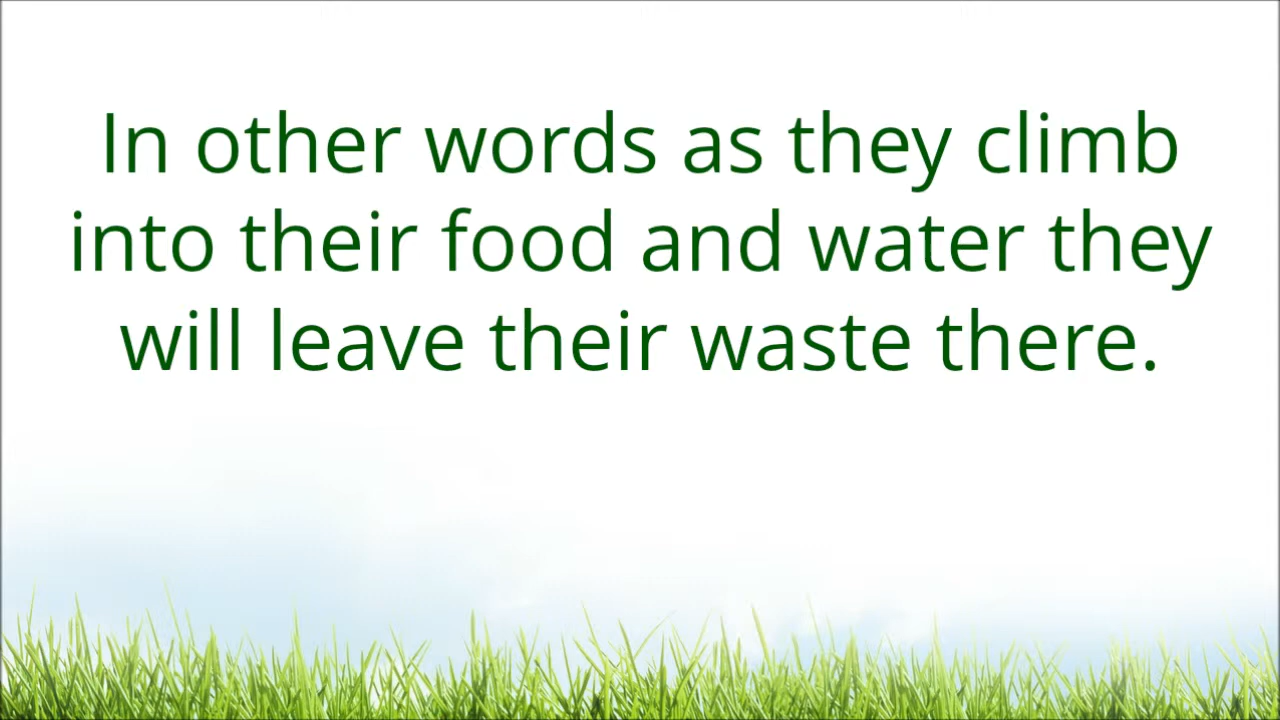 In other words as they climb
into their food and water they
will leave their waste there.